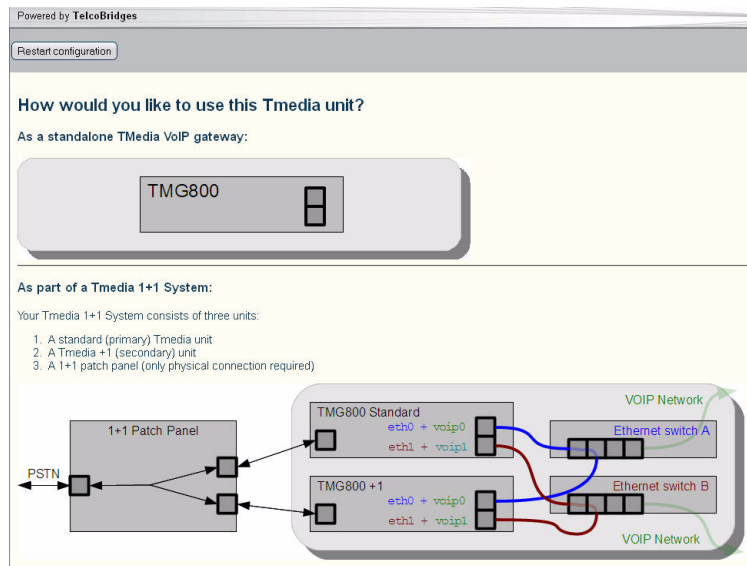 Powered by TelcoBridges
Restart configuration
How would you like to use this Tmedia unit?
As a standalone TMedia VoIP gateway:
TMG800
As part of a Tmedia 1+1 System:
Your Tmedia 1+1 System consists of three units:
1. A standard (primary) Tmedia unit
2. A Tmedia +1 (secondary) unit
3. A 1+1 patch panel (only physical connection required)
VOIP Network
1+1 Patch Panel
TMG800 Standard
eth0 + voip0
eth1 + voip1
Ethernet switch A
PSTN
TMG800 +1
eth0 + voip0
eth1 + voip1
Ethernet switch B
VOIP Network